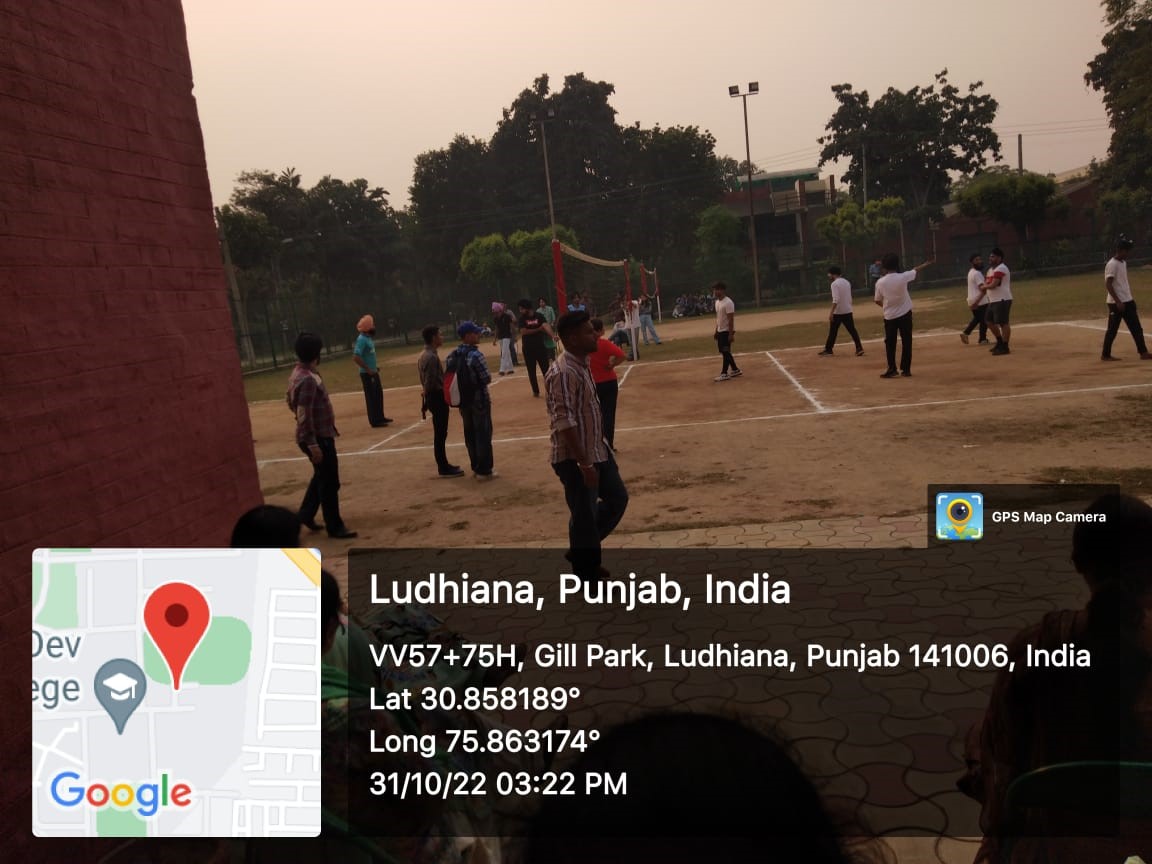 GPS Map Camera
Ludhiana, Punjab, India
VV57+75H, Gill Park, Ludhiana, Punjab 141006, India
Lat 30.858189°
Long 75.863174°
31/10/22 03:22 PM
Dev
ege
Google